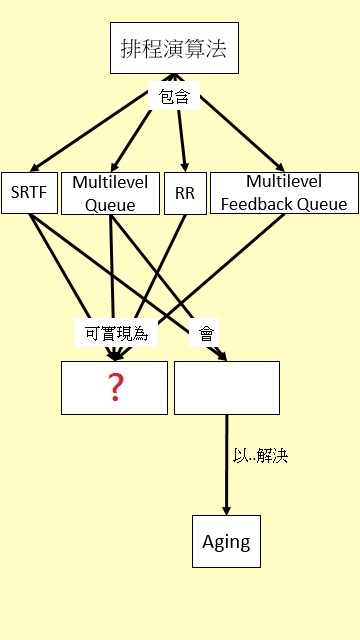 排程演算法
包含
SRTF
Multilevel
Queue
RR
Multilevel
Feedback Queue
可實現為
會
?
以..解決
Aging